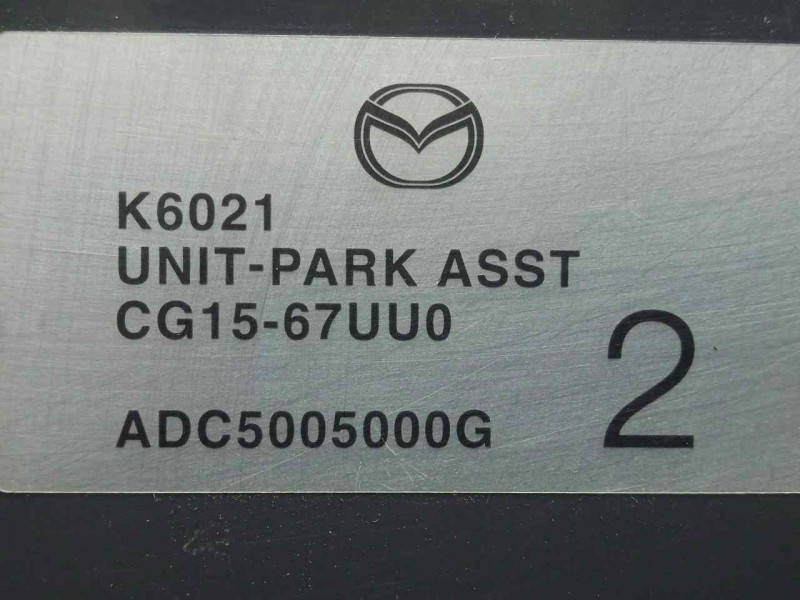 K6021
UNIT-PARK ASST
CG15-67UU0
2
ADC5005000G